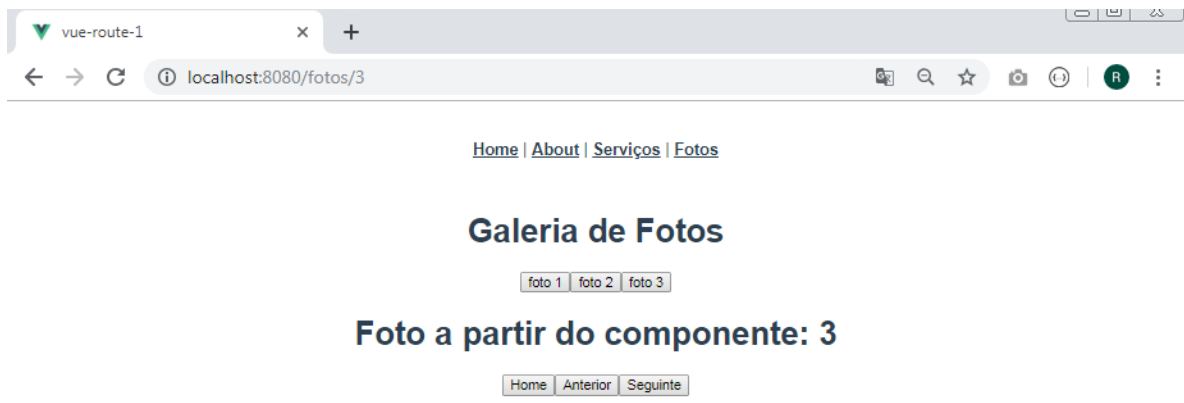 vue-route-1
localhost:8080/fotos/3
R
Home | About | Serviços | Fotos
Galeria de Fotos
foto 1 foto 2 foto 3
Foto a partir do componente: 3
Home Anterior Seguinte